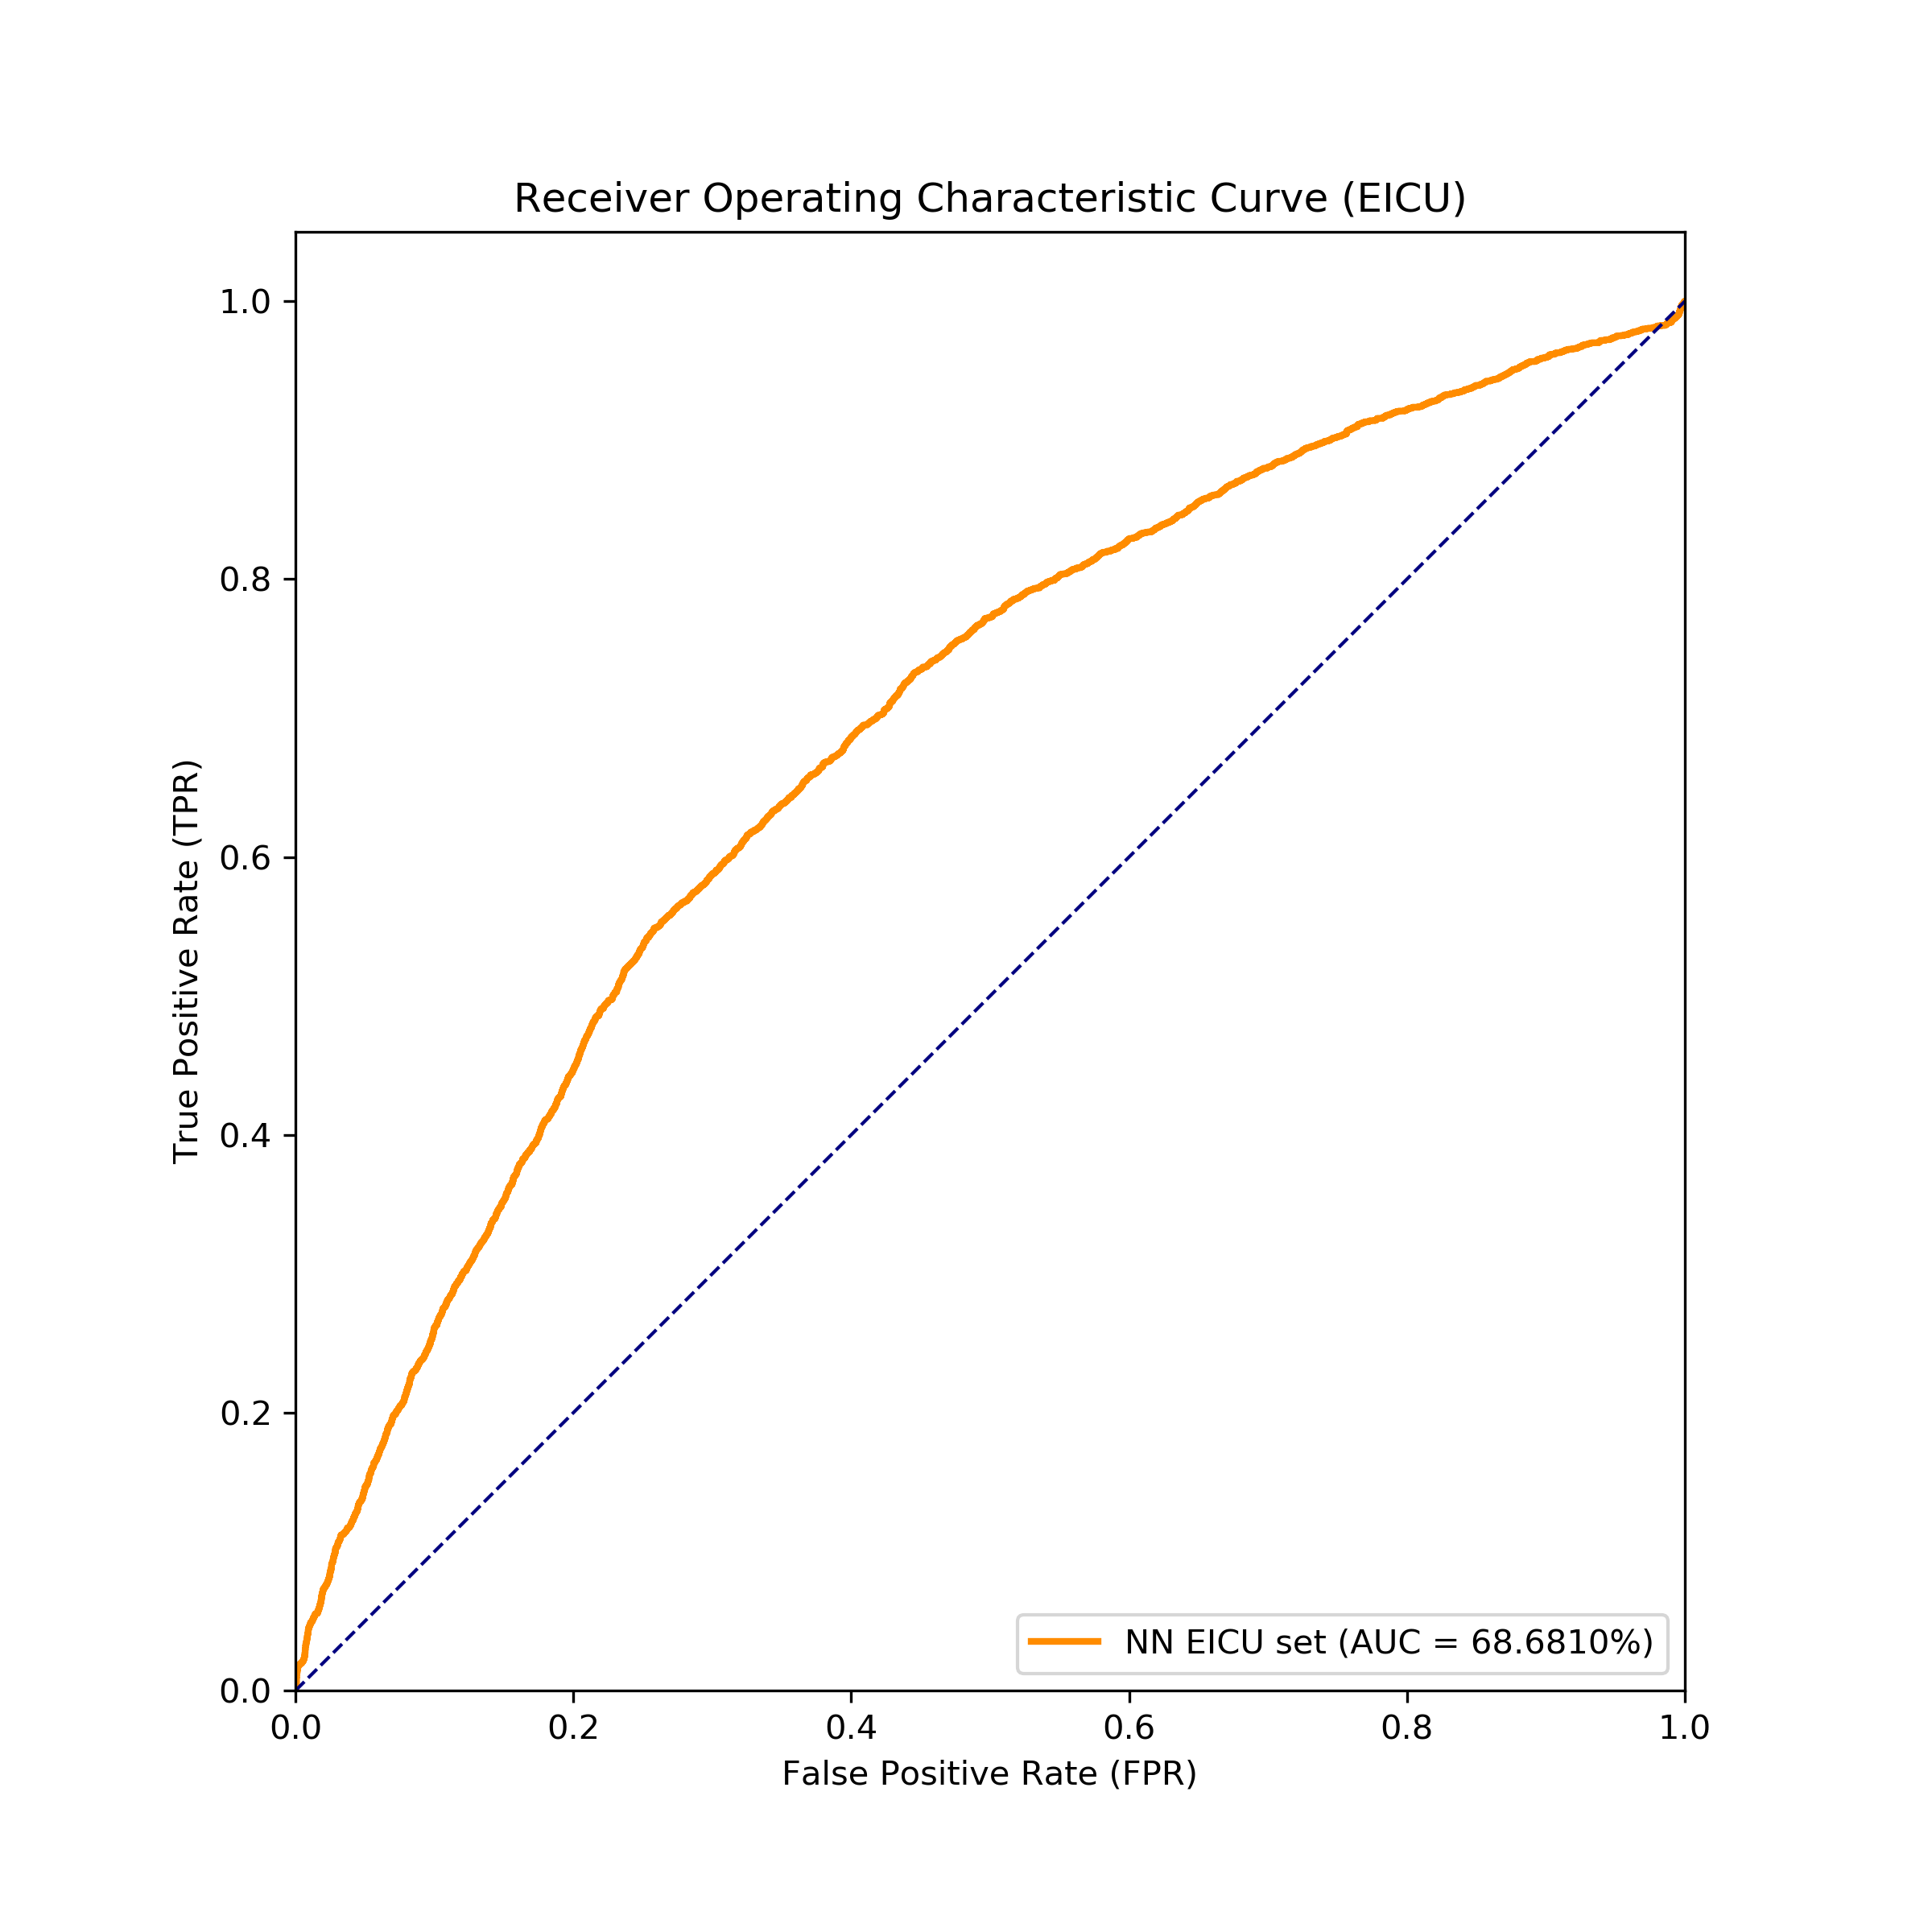 Receiver Operating Characteristic Curve (EICU)
1.0
0.8
0.6
0.4
0.2
0.0
True Positive Rate (TPR)
NN EICU set (AUC = 68.6810%)
0.0 0.2 0.4 0.6 0.8 1.0
False Positive Rate (FPR)